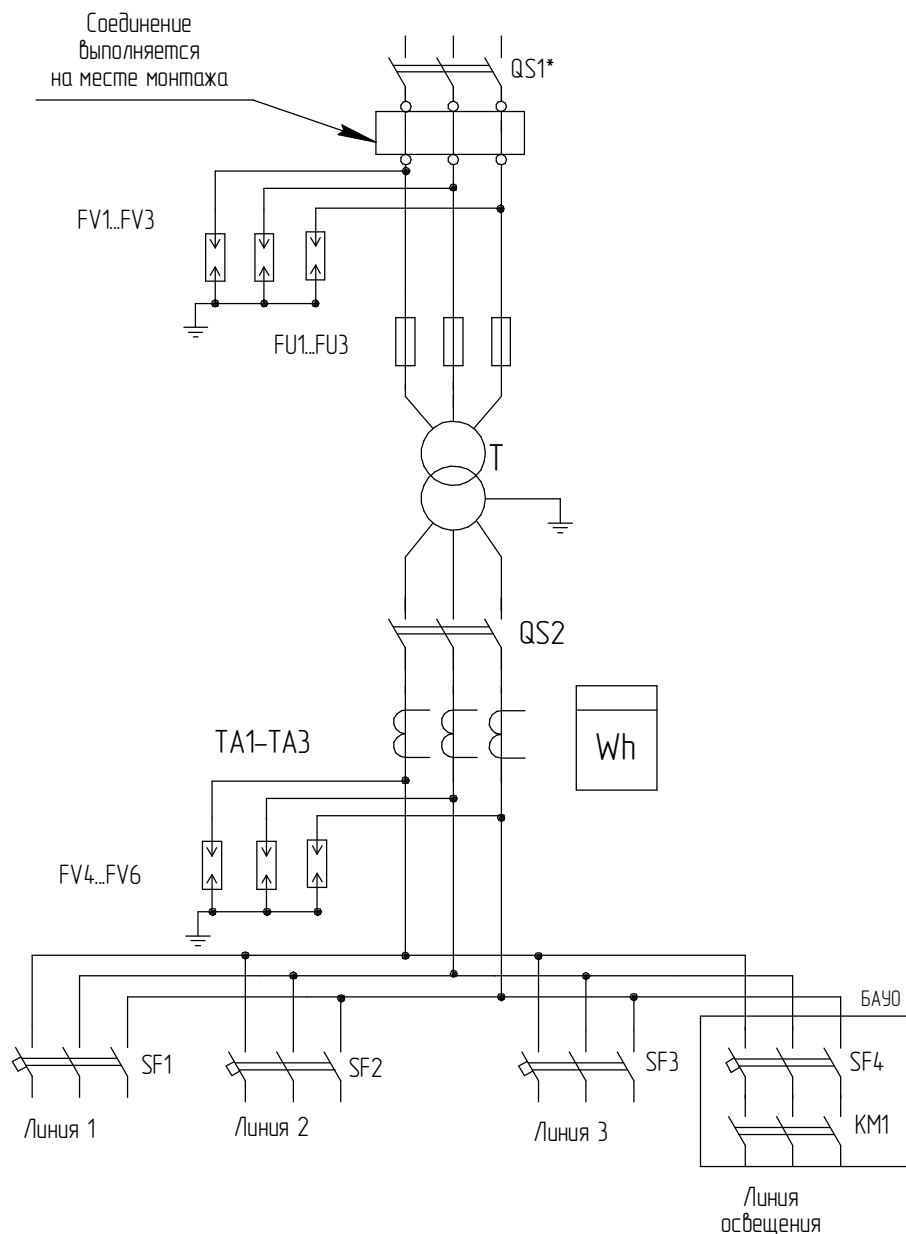 Соединение
выполняется
на месте монтажа
QS1*
FV1...FV3
FU1...FU3
T
QS2
TA1-TA3
Wh
FV4...FV6
БАУО
SF1
SF2
SF3
SF4
Линия 1
Линия 2
Линия 3
KM1
Линия
освещения